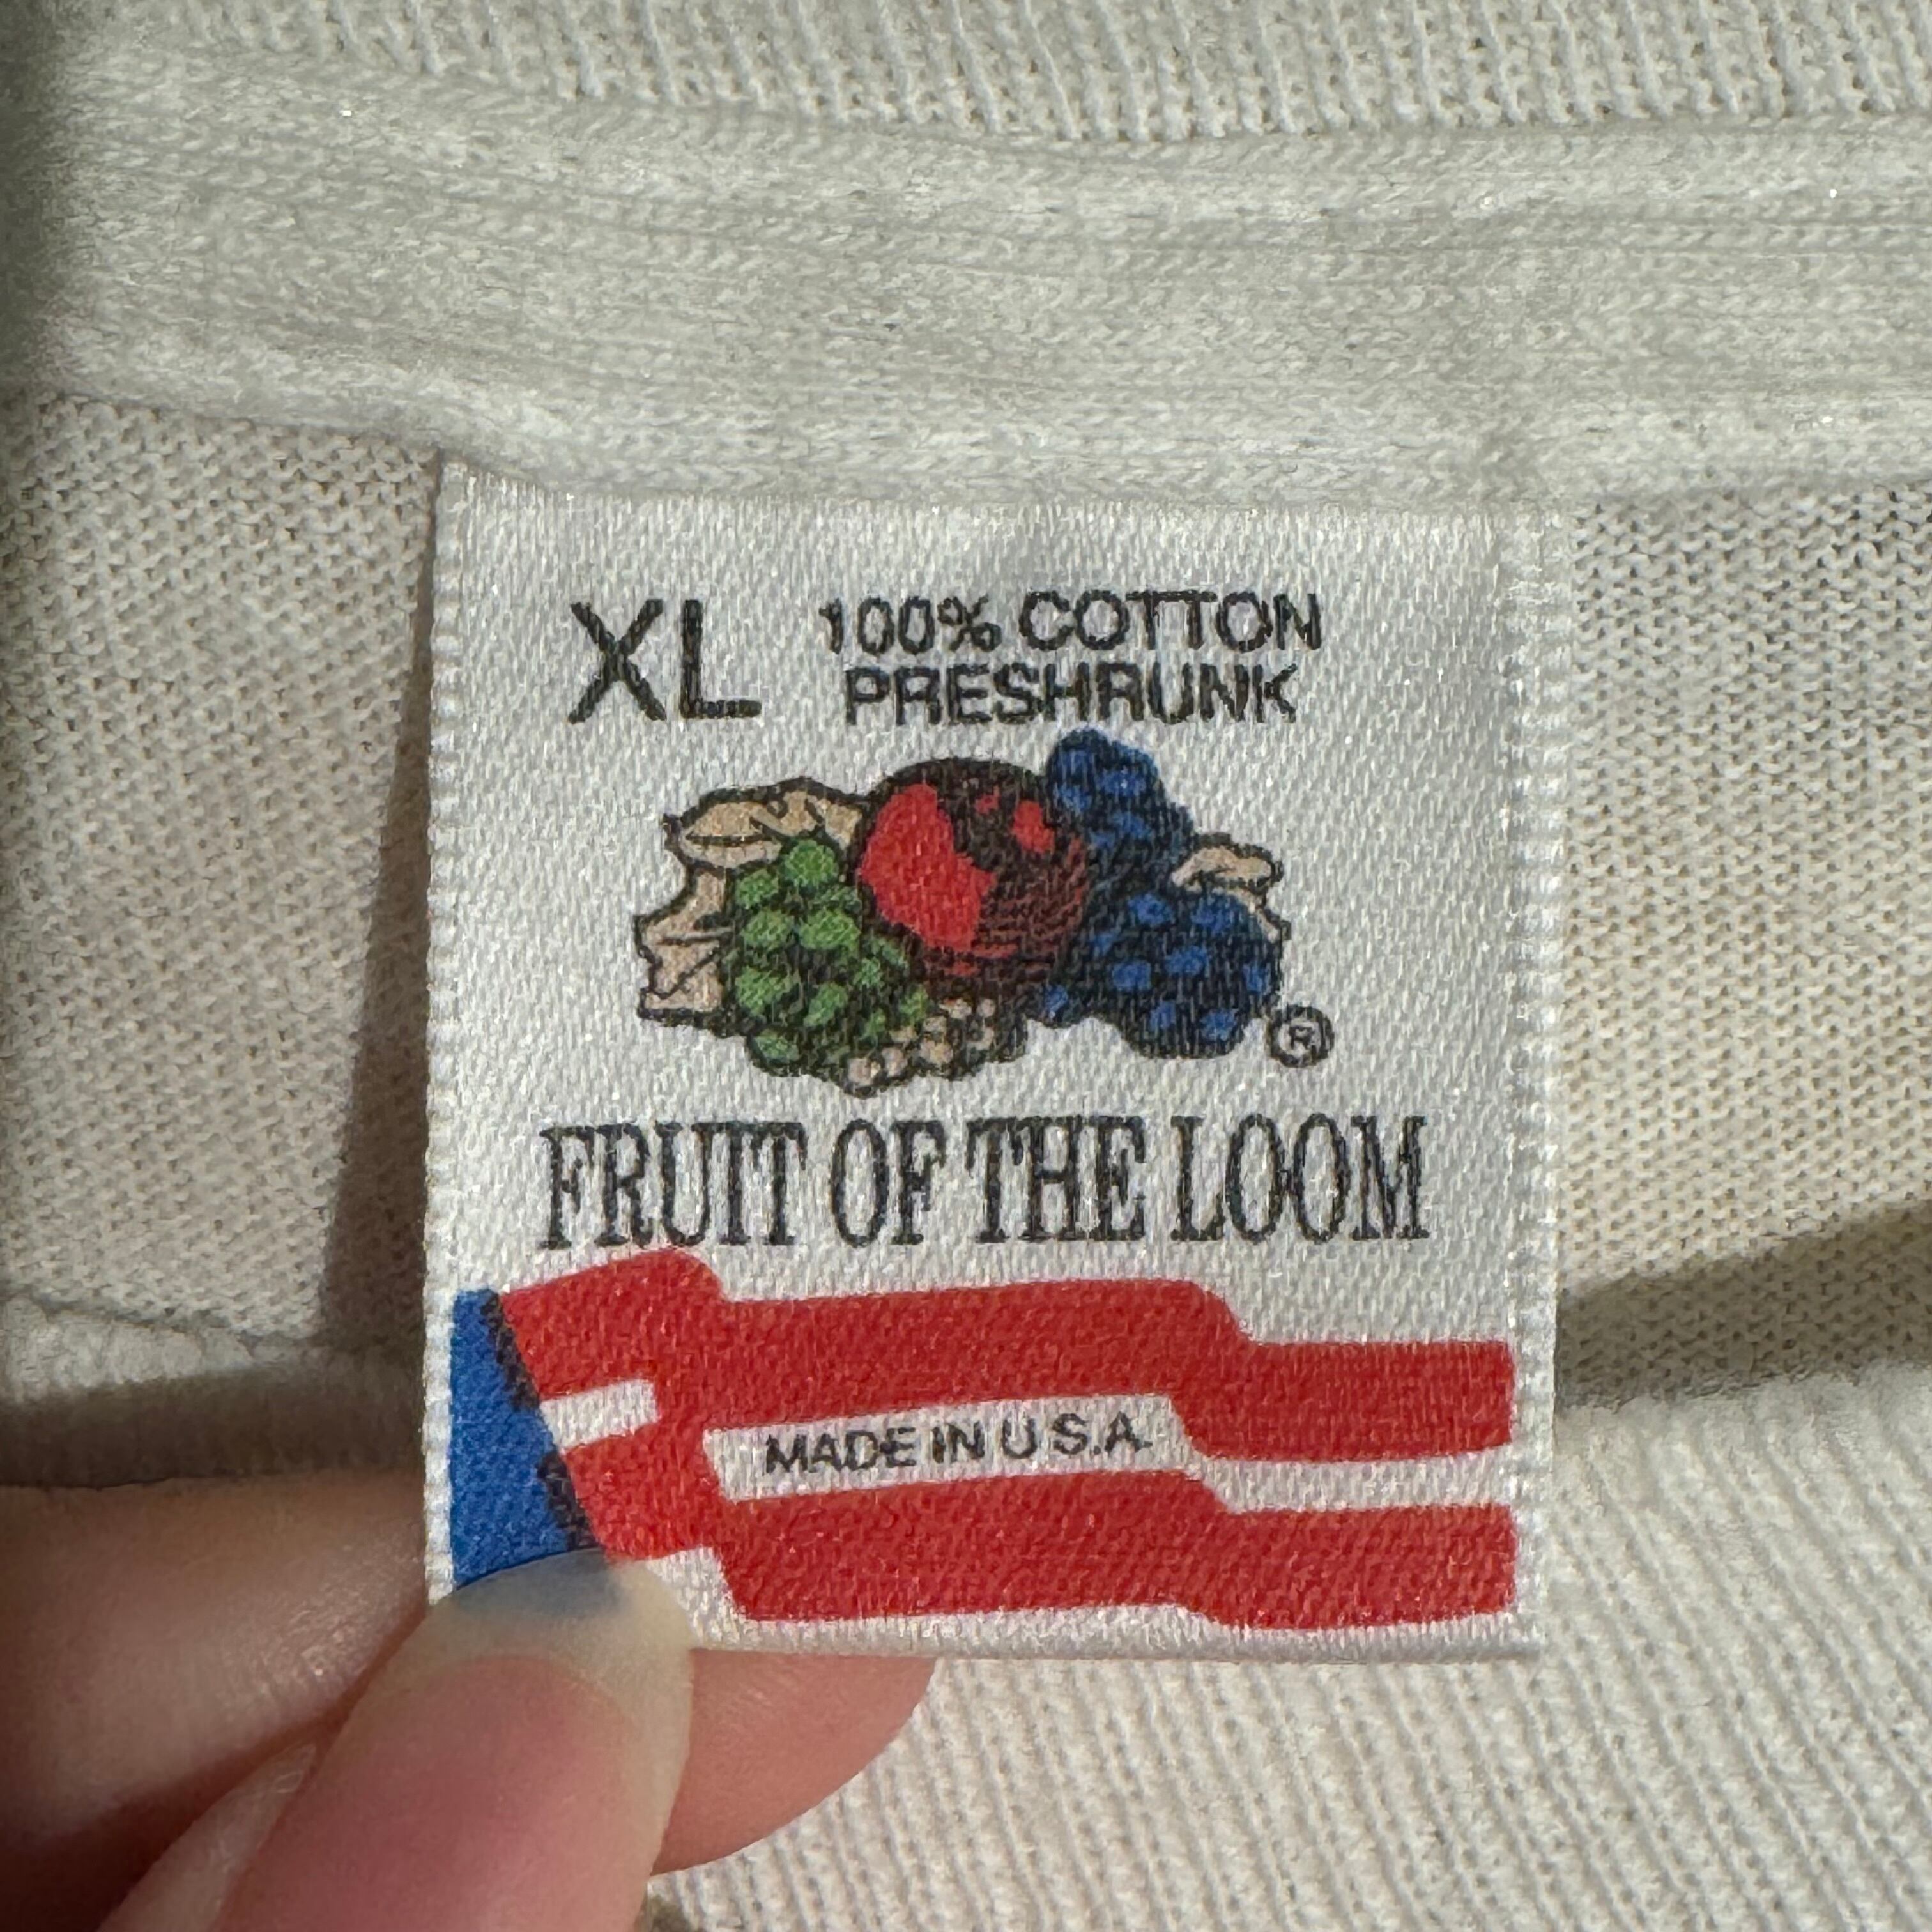 XL 100% COTTON
PRESHRUNK
®
FRUIT OF THE LOOM
MADE IN U S.A.